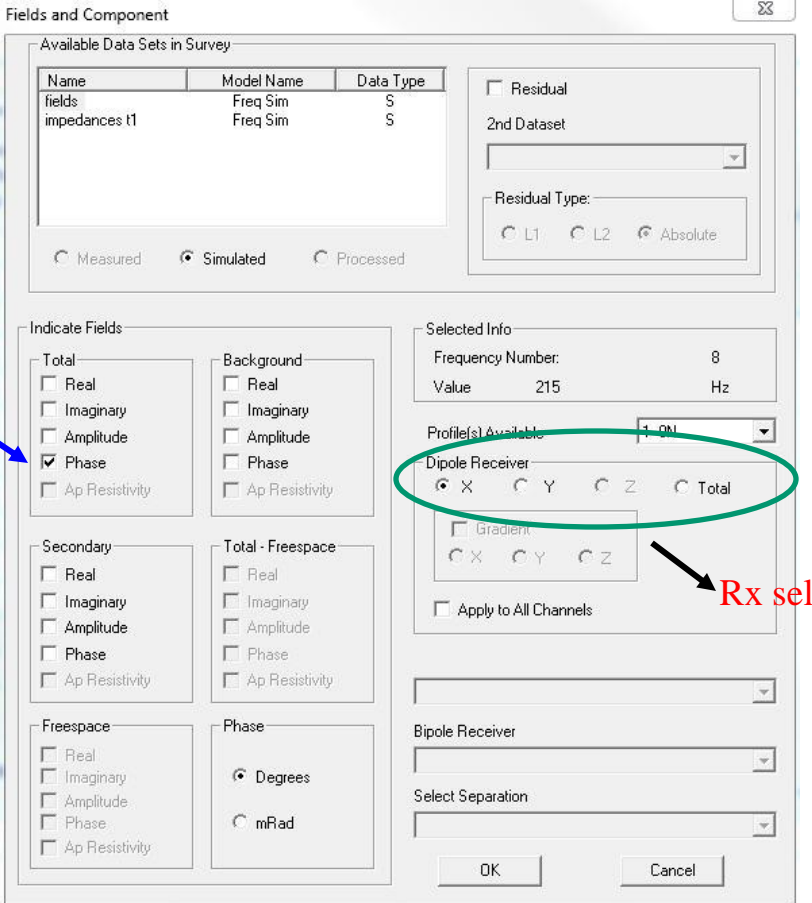 Fields and Component
Available Data Sets in Survey
Name Model Name Data Type
fields Freq Sim S
impedances t1 Freq Sim S
Measured Simulated Processed
Residual
2nd Dataset
Residual Type:
L1 L2 Absolute
Indicate Fields
Total
Real
Imaginary
Amplitude
Phase
Ap Resistivity
Background
Real
Imaginary
Amplitude
Phase
Ap Resistivity
Secondary
Real
Imaginary
Amplitude
Phase
Ap Resistivity
Total - Freespace
Real
Imaginary
Amplitude
Phase
Ap Resistivity
Freespace
Real
Imaginary
Amplitude
Phase
Ap Resistivity
Phase
Degrees
mRad
Selected Info
Frequency Number: 8
Value 215 Hz
Profile(s) Available 1: 0N
Dipole Receiver
X Y Z Total
Gradient
X Y Z
Rx sel
Apply to All Channels
Bipole Receiver
Select Separation
OK Cancel